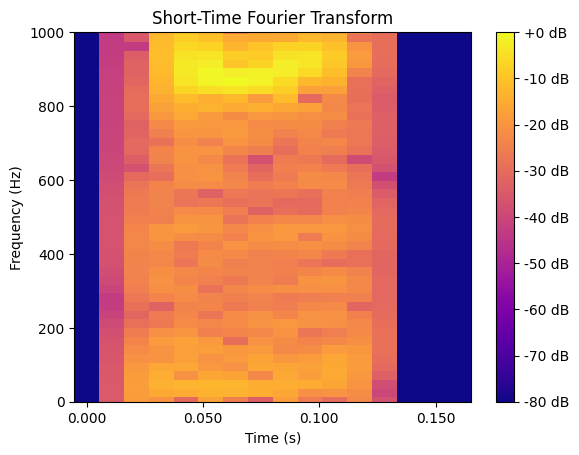 Short-Time Fourier Transform
1000
800
600
400
200
0
Frequency (Hz)
0.000
0.050
0.100
0.150
Time (s)
+0 dB
-10 dB
-20 dB
-30 dB
-40 dB
-50 dB
-60 dB
-70 dB
-80 dB